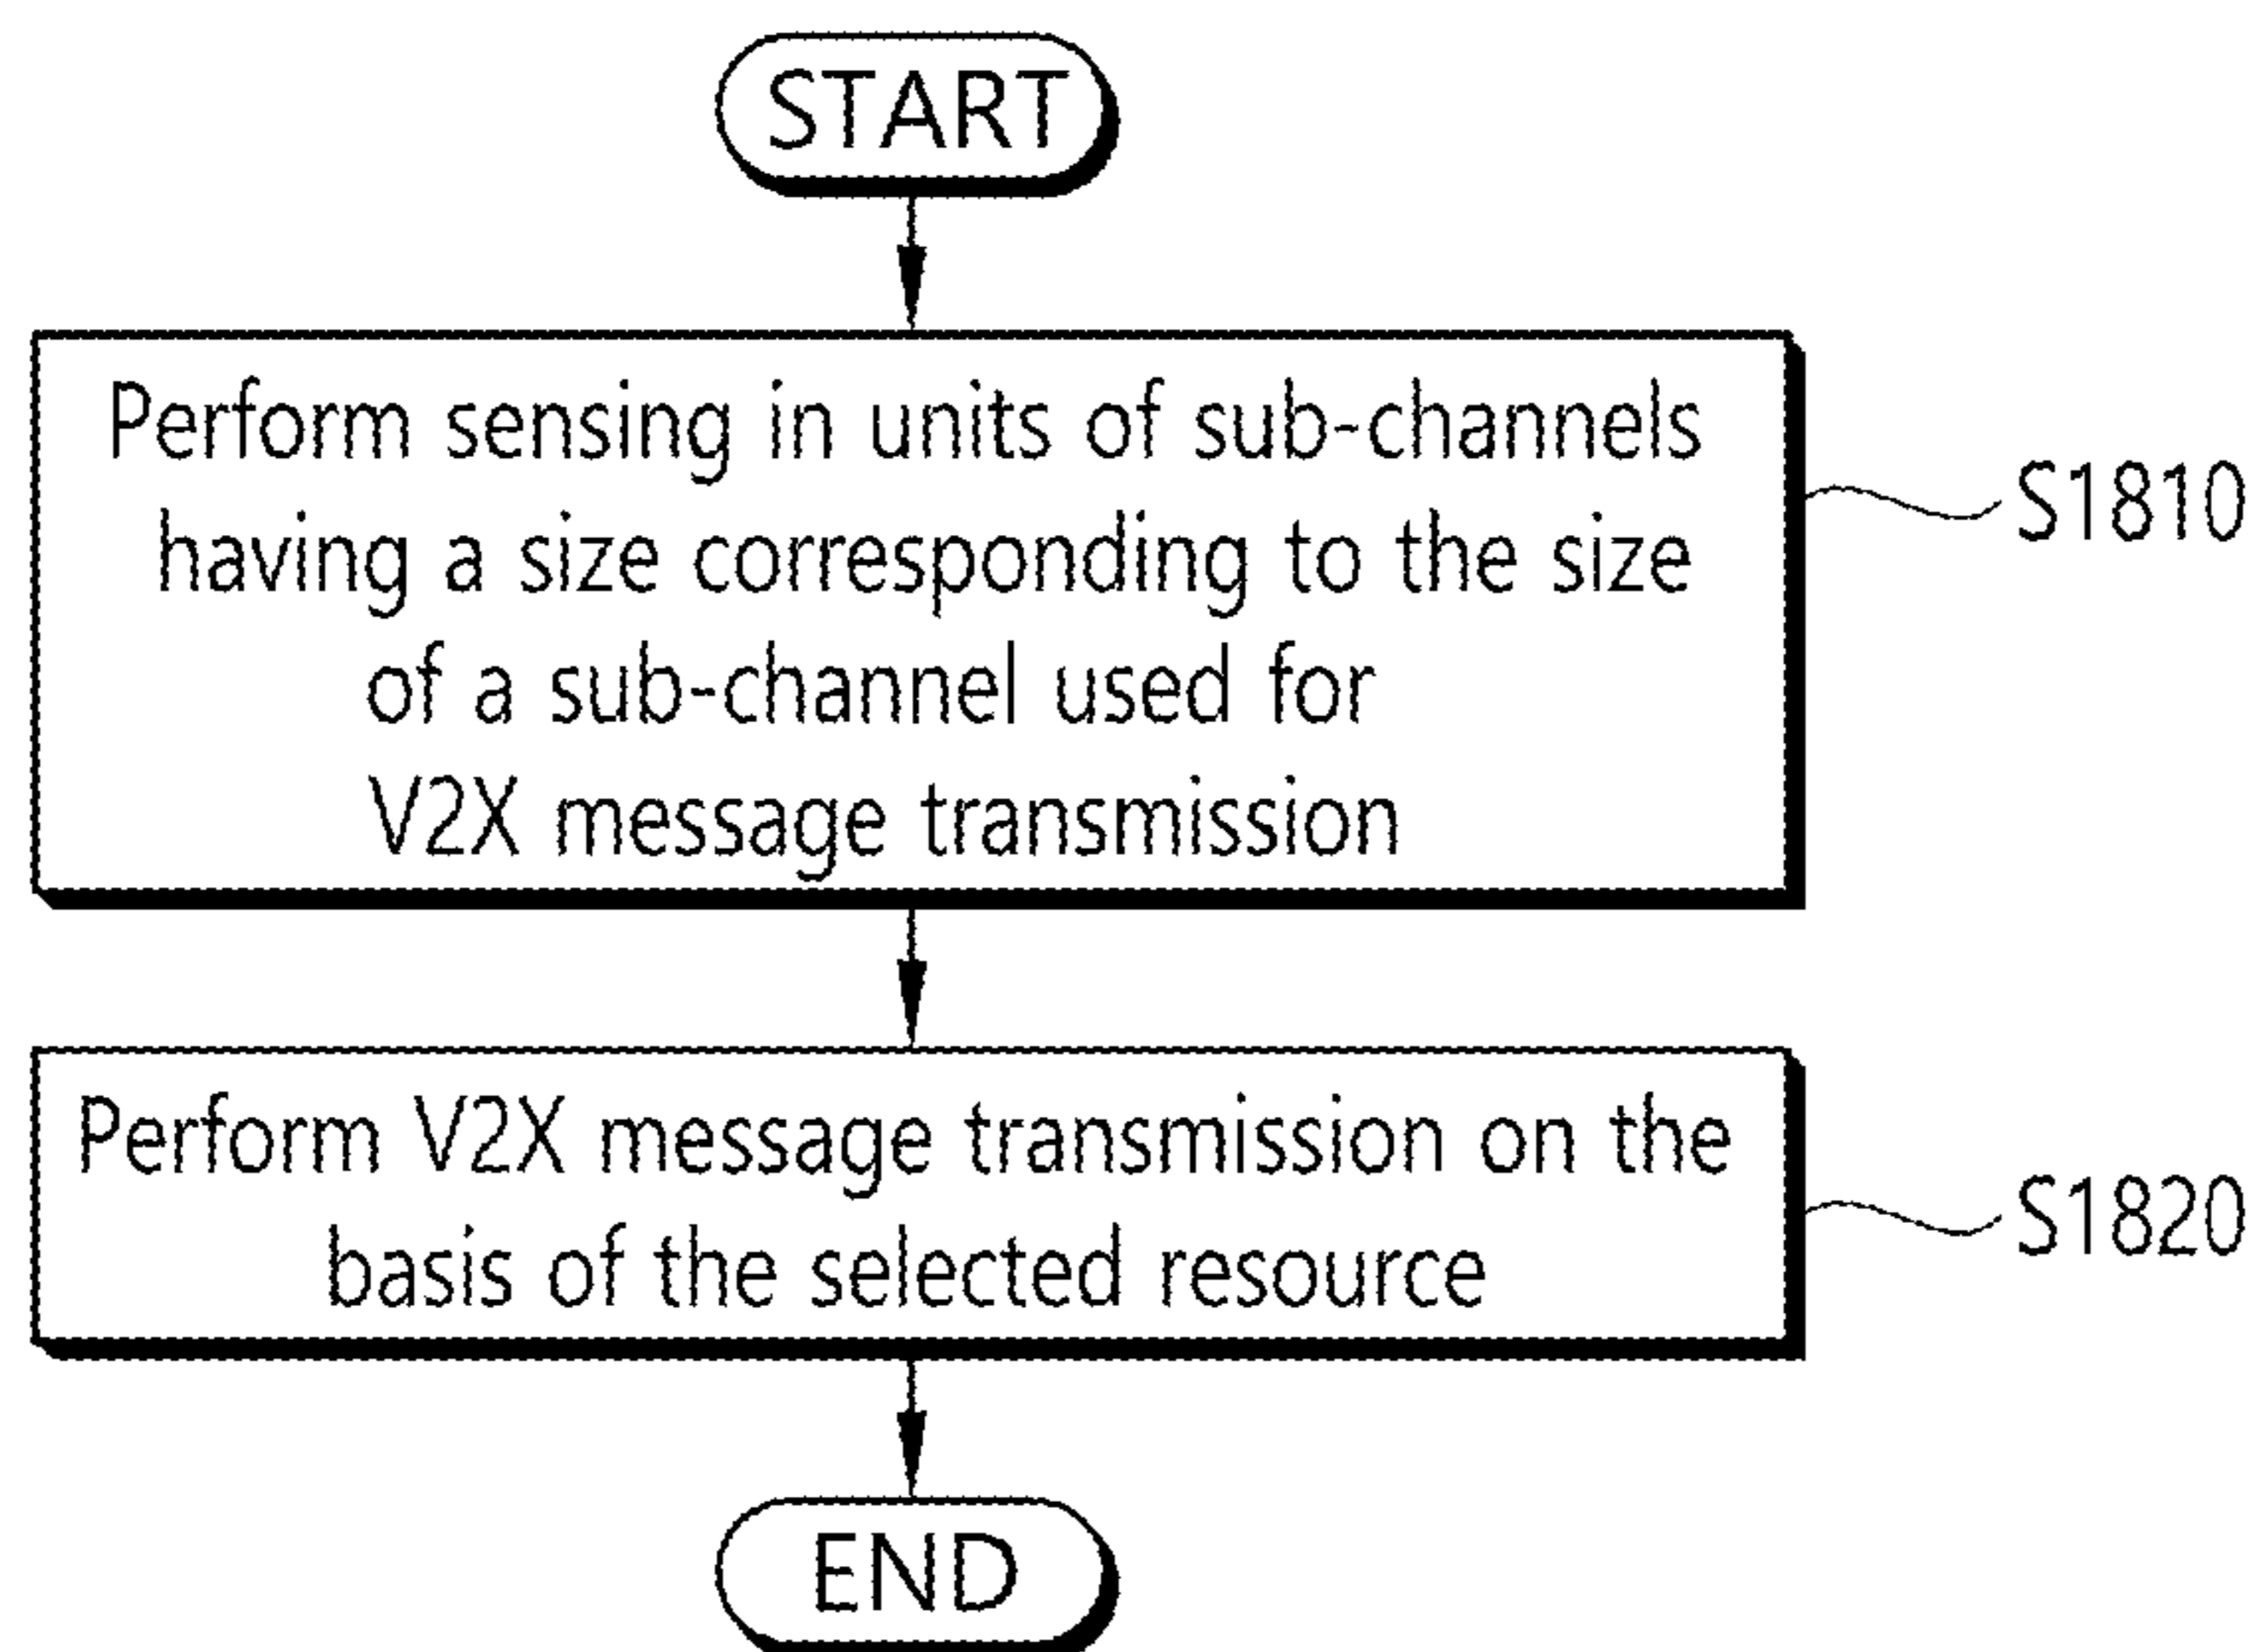 START
Perform sensing in units of sub-channels
having a size corresponding to the size
of a sub-channel used for
V2X message transmission
S1810
Perform V2X message transmission on the
basis of the selected resource
S1820
END